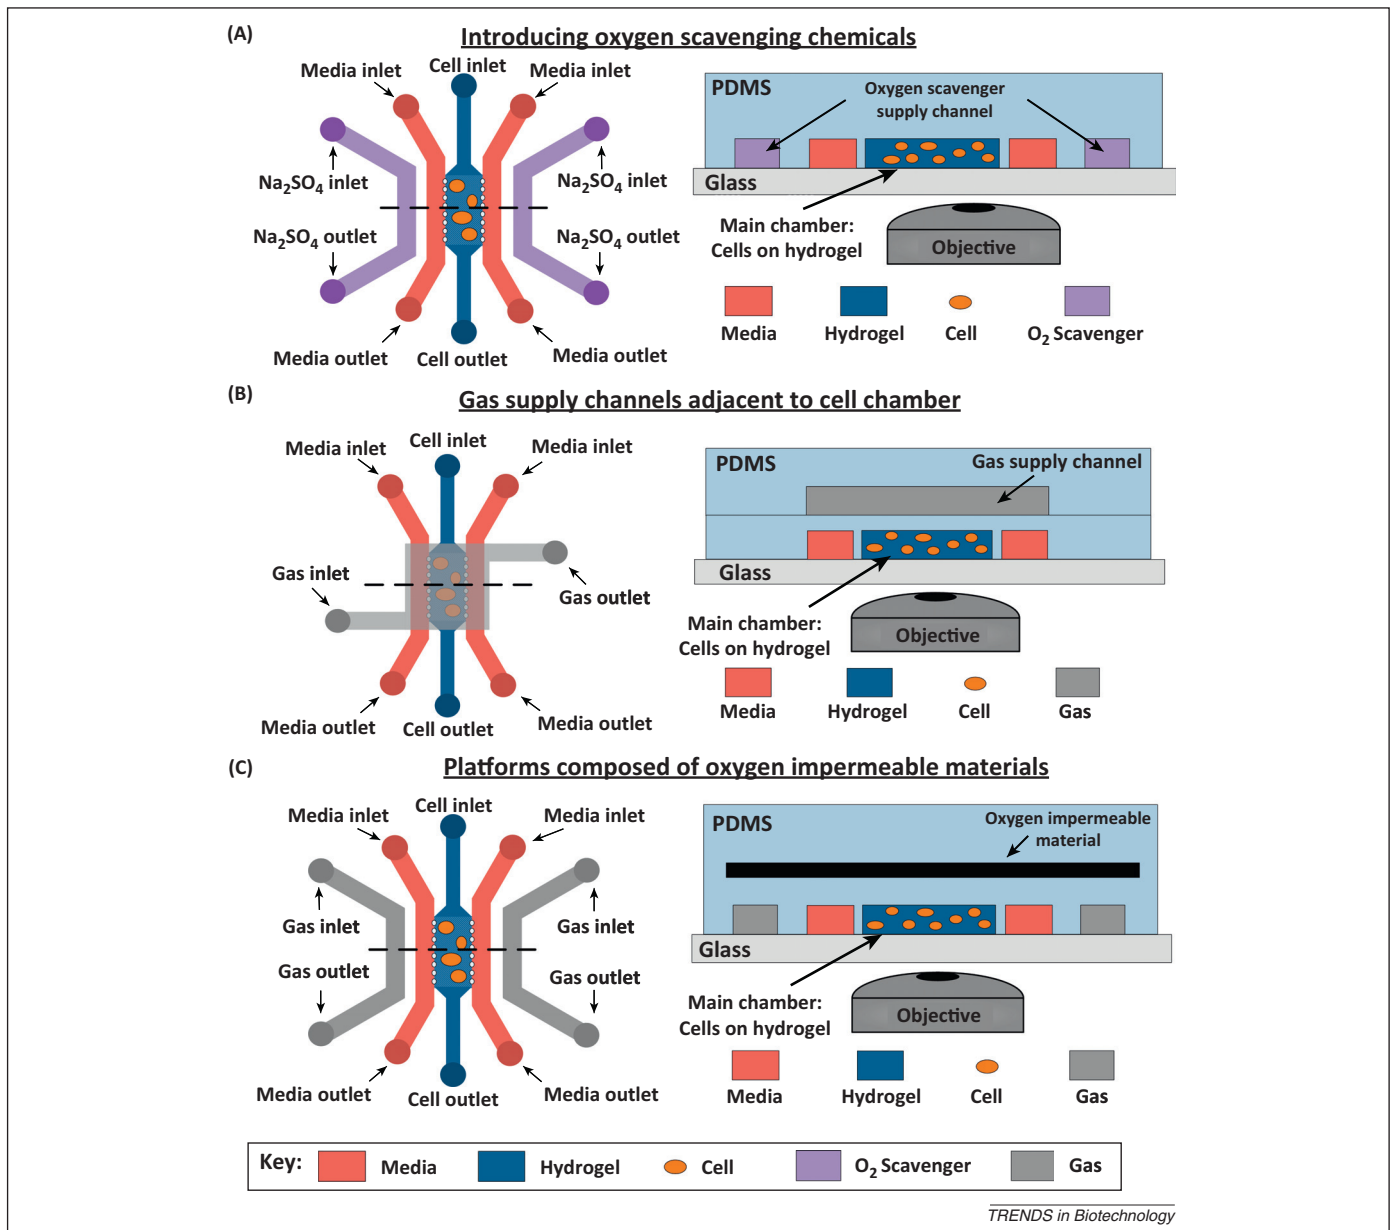 (A)
Introducing oxygen scavenging chemicals
Cell inlet
Media inlet
Media inlet
Na₂SO₄ inlet
Na₂SO₄ inlet
Na₂SO₄ outlet
Na₂SO₄ outlet
Media outlet
Cell outlet
Media outlet
PDMS
Oxygen scavenger
supply channel
Glass
Main chamber:
Cells on hydrogel
Objective
Media
Hydrogel
Cell
O₂ Scavenger
(B)
Gas supply channels adjacent to cell chamber
Media inlet
Cell inlet
Media inlet
Gas inlet
Gas outlet
Media outlet
Cell outlet
Media outlet
PDMS
Gas supply channel
Glass
Main chamber:
Cells on hydrogel
Objective
Media
Hydrogel
Cell
Gas
(C)
Platforms composed of oxygen impermeable materials
Media inlet
Cell inlet
Media inlet
Gas inlet
Gas inlet
Gas outlet
Gas outlet
Media outlet
Cell outlet
Media outlet
PDMS
Oxygen impermeable
material
Glass
Main chamber:
Cells on hydrogel
Objective
Media
Hydrogel
Cell
Gas
Key:
Media
Hydrogel
Cell
O₂ Scavenger
Gas
TRENDS in Biotechnology